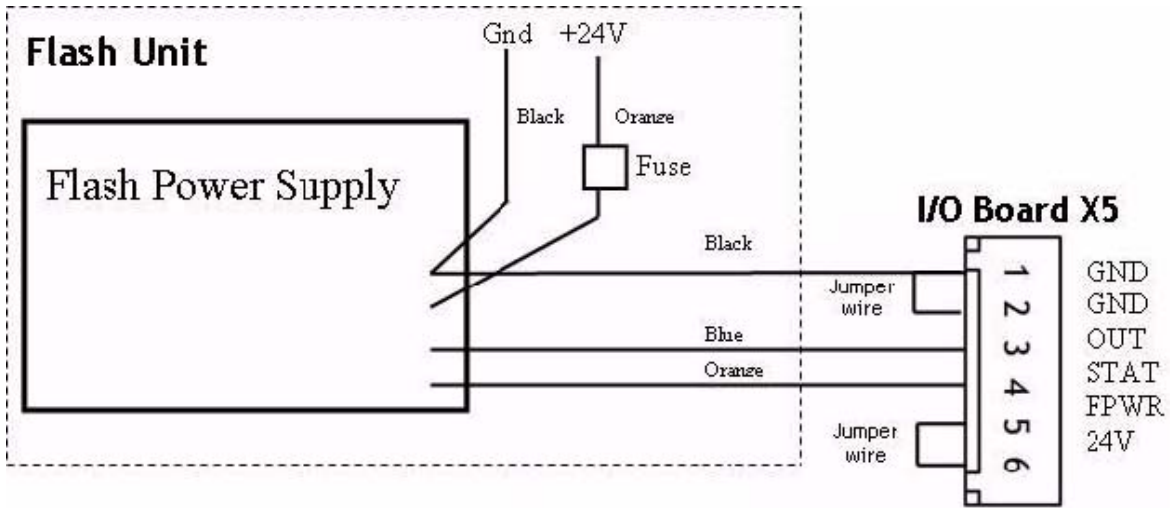 Flash Unit
Gnd +24V
Black Orange
Fuse
Flash Power Supply
I/O Board X5
Black
Jumper
wire
Blue
Orange
Jumper
wire
1 GND
2 GND
3 OUT
4 STAT
5 FPWR
6 24V